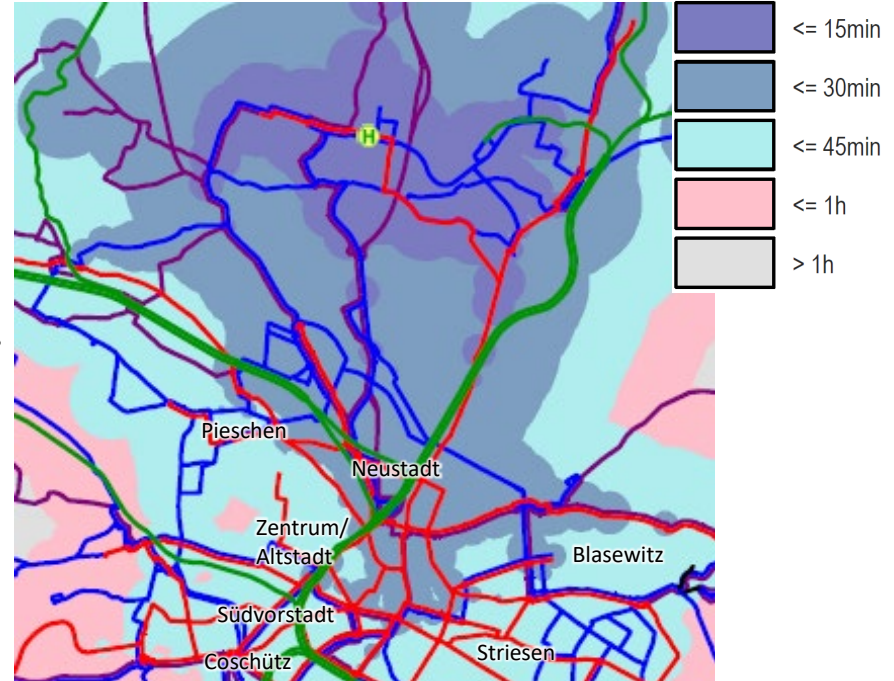 <= 15min
<= 30min
<= 45min
<= 1h
> 1h
H
Pieschen
Neustadt
Zentrum/
Altstadt
Blasewitz
Südvorstadt
Coschütz
Striesen